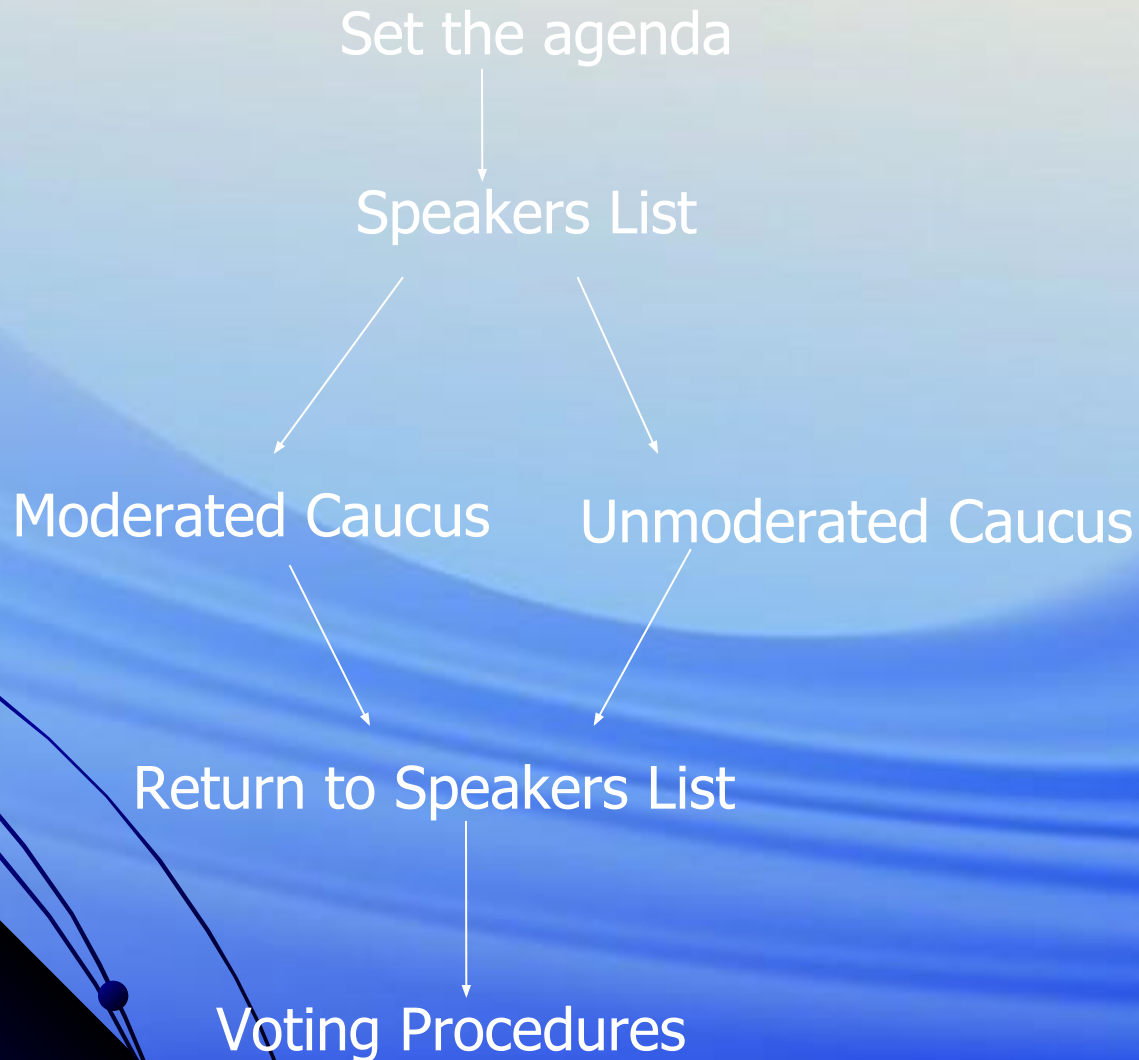 Set the agenda
Speakers List
Moderated Caucus
Unmoderated Caucus
Return to Speakers List
Voting Procedures